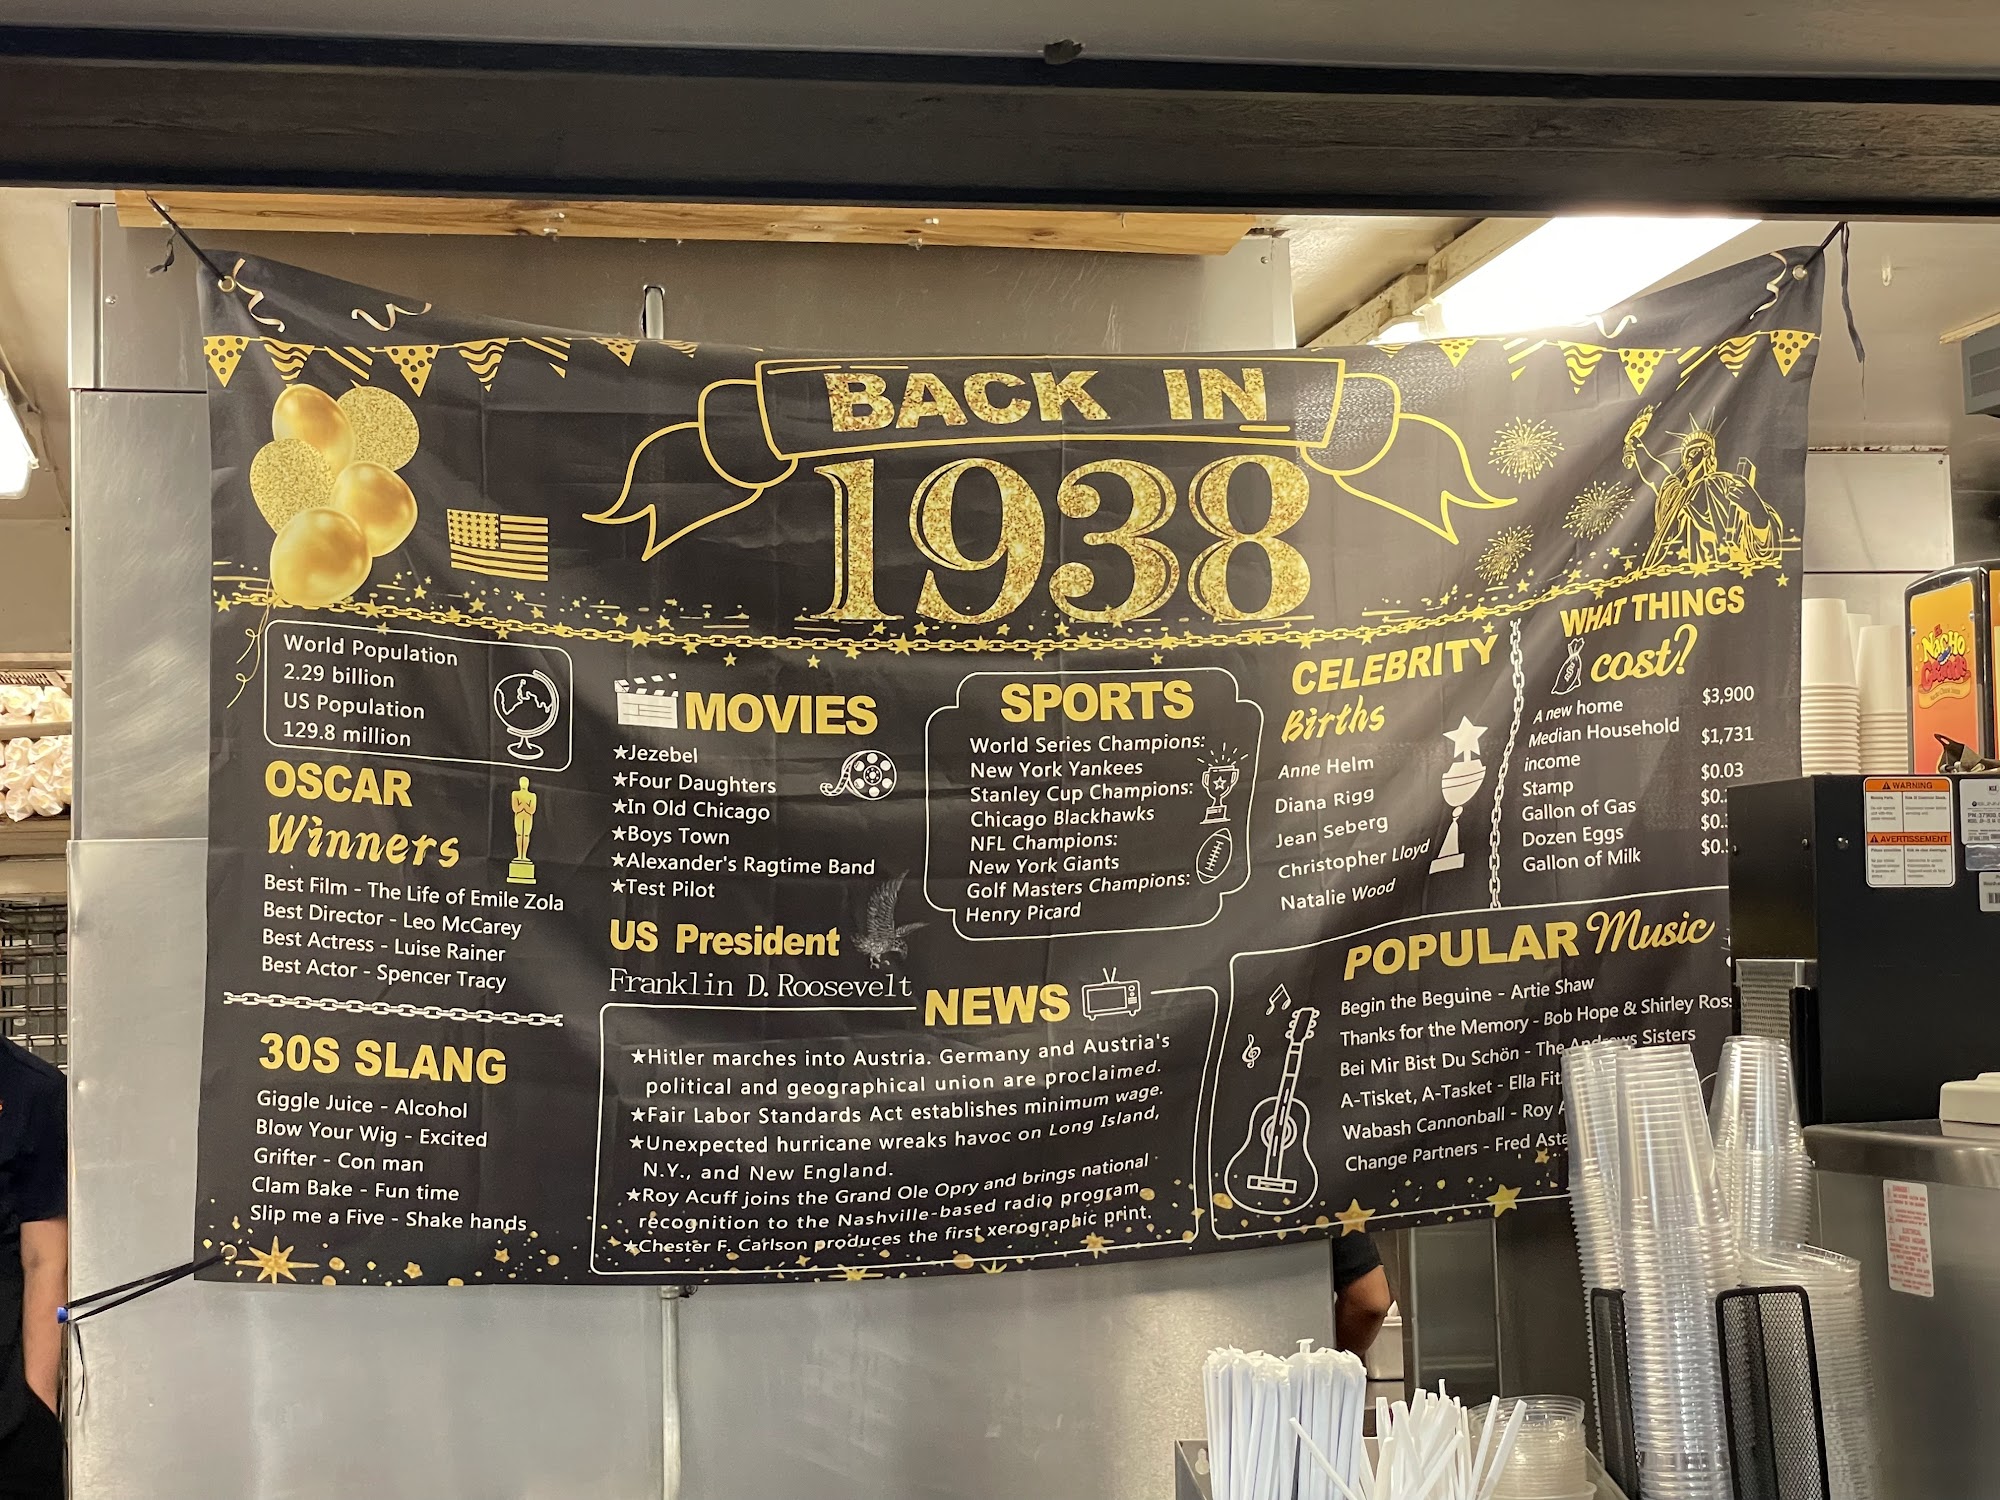 BACK IN
1938
World Population
2.29 billion
US Population
129.8 million
OSCAR
Winners
Best Film - The Life of Emile Zola
Best Director - Leo McCarey
Best Actress - Luise Rainer
Best Actor - Spencer Tracy
30S SLANG
Giggle Juice - Alcohol
Blow Your Wig - Excited
Grifter - Con man
Clam Bake - Fun time
Slip me a Five - Shake hands
MOVIES
★Jezebel
★Four Daughters
★In Old Chicago
★Boys Town
★Alexander's Ragtime Band
★Test Pilot
US President
Franklin D. Roosevelt
SPORTS
World Series Champions:
New York Yankees
Stanley Cup Champions:
Chicago Blackhawks
NFL Champions:
New York Giants
Golf Masters Champions:
Henry Picard
NEWS
★Hitler marches into Austria. Germany and Austria's
political and geographical union are proclaimed.
★Fair Labor Standards Act establishes minimum wage.
★Unexpected hurricane wreaks havoc on Long Island,
N.Y., and New England.
★Roy Acuff joins the Grand Ole Opry and brings national
recognition to the Nashville-based radio program.
★Chester F. Carlson produces the first xerographic print.
CELEBRITY
Births
Anne Helm
Diana Rigg
Jean Seberg
Christopher Lloyd
Natalie Wood
WHAT THINGS
cost?
A new home $3,900
Median Household
income $1,731
Stamp $0.03
Gallon of Gas $0.
Dozen Eggs $0.
Gallon of Milk $0.
POPULAR Music
Begin the Beguine - Artie Shaw
Thanks for the Memory - Bob Hope & Shirley Ross
Bei Mir Bist Du Schön - The Andrews Sisters
A-Tisket, A-Tasket - Ella Fit
Wabash Cannonball - Roy A
Change Partners - Fred Asta
NACHO
WARNING
AVERTISSEMENT